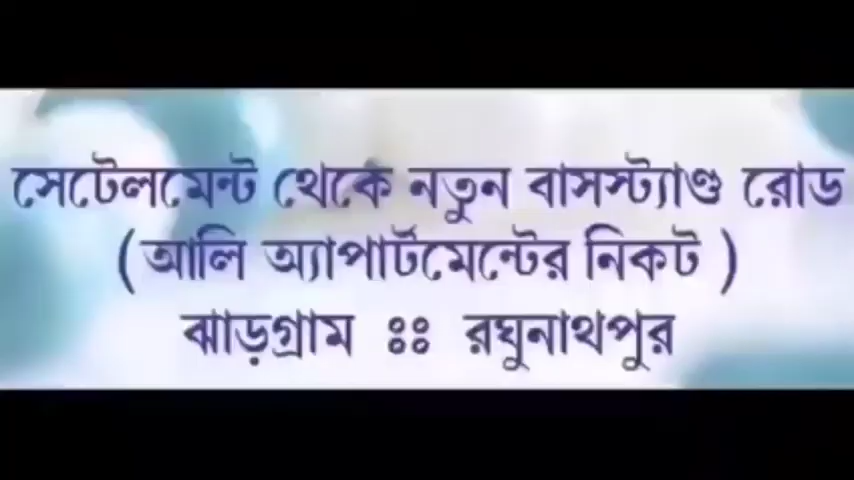 সেটেলমেন্ট থেকে নতুন বাসস্ট্যাণ্ড রোড
(আলি অ্যাপার্টমেন্টের নিকট )
ঝাড়গ্রাম ঃঃ রঘুনাথপুর